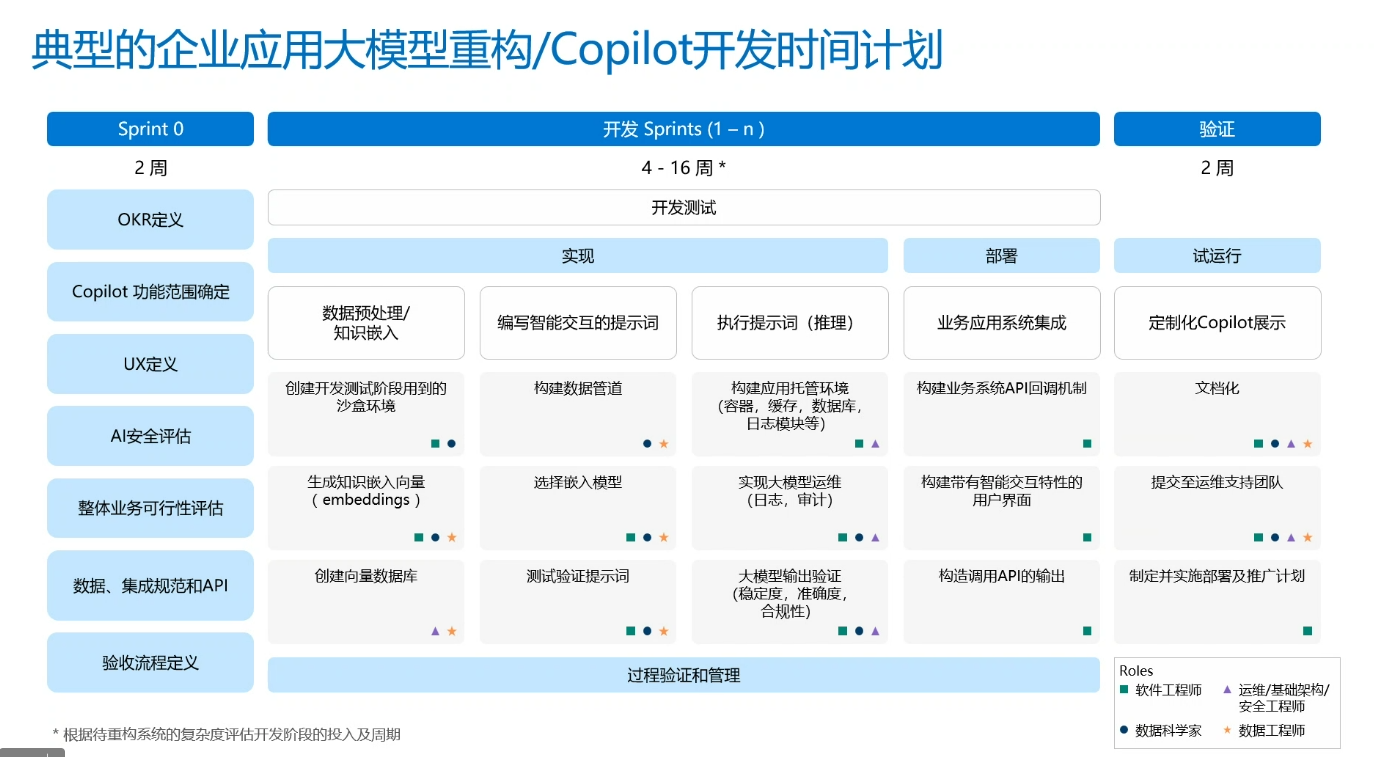 典型的企业应用大模型重构/Copilot开发时间计划
Sprint 0
开发 Sprints (1 – n )
验证
2 周
4 - 16 周 *
2 周
OKR定义
Copilot 功能范围确定
UX定义
AI安全评估
整体业务可行性评估
数据、集成规范和API
验收流程定义
开发测试
实现
部署
试运行
数据预处理/
知识嵌入
编写智能交互的提示词
执行提示词（推理）
业务应用系统集成
定制化Copilot展示
创建开发测试阶段用到的
沙盒环境
构建数据管道
构建应用托管环境
(容器，缓存，数据库，
日志模块等)
构建业务系统API回调机制
文档化
生成知识嵌入向量
（ embeddings ）
选择嵌入模型
实现大模型运维
(日志，审计)
构建带有智能交互特性的
用户界面
提交至运维支持团队
创建向量数据库
测试验证提示词
大模型输出验证
(稳定度，准确度，
合规性)
构造调用API的输出
制定并实施部署及推广计划
过程验证和管理
Roles
软件工程师
运维/基础架构/
安全工程师
数据科学家
数据工程师
* 根据待重构系统的复杂度评估开发阶段的投入及周期